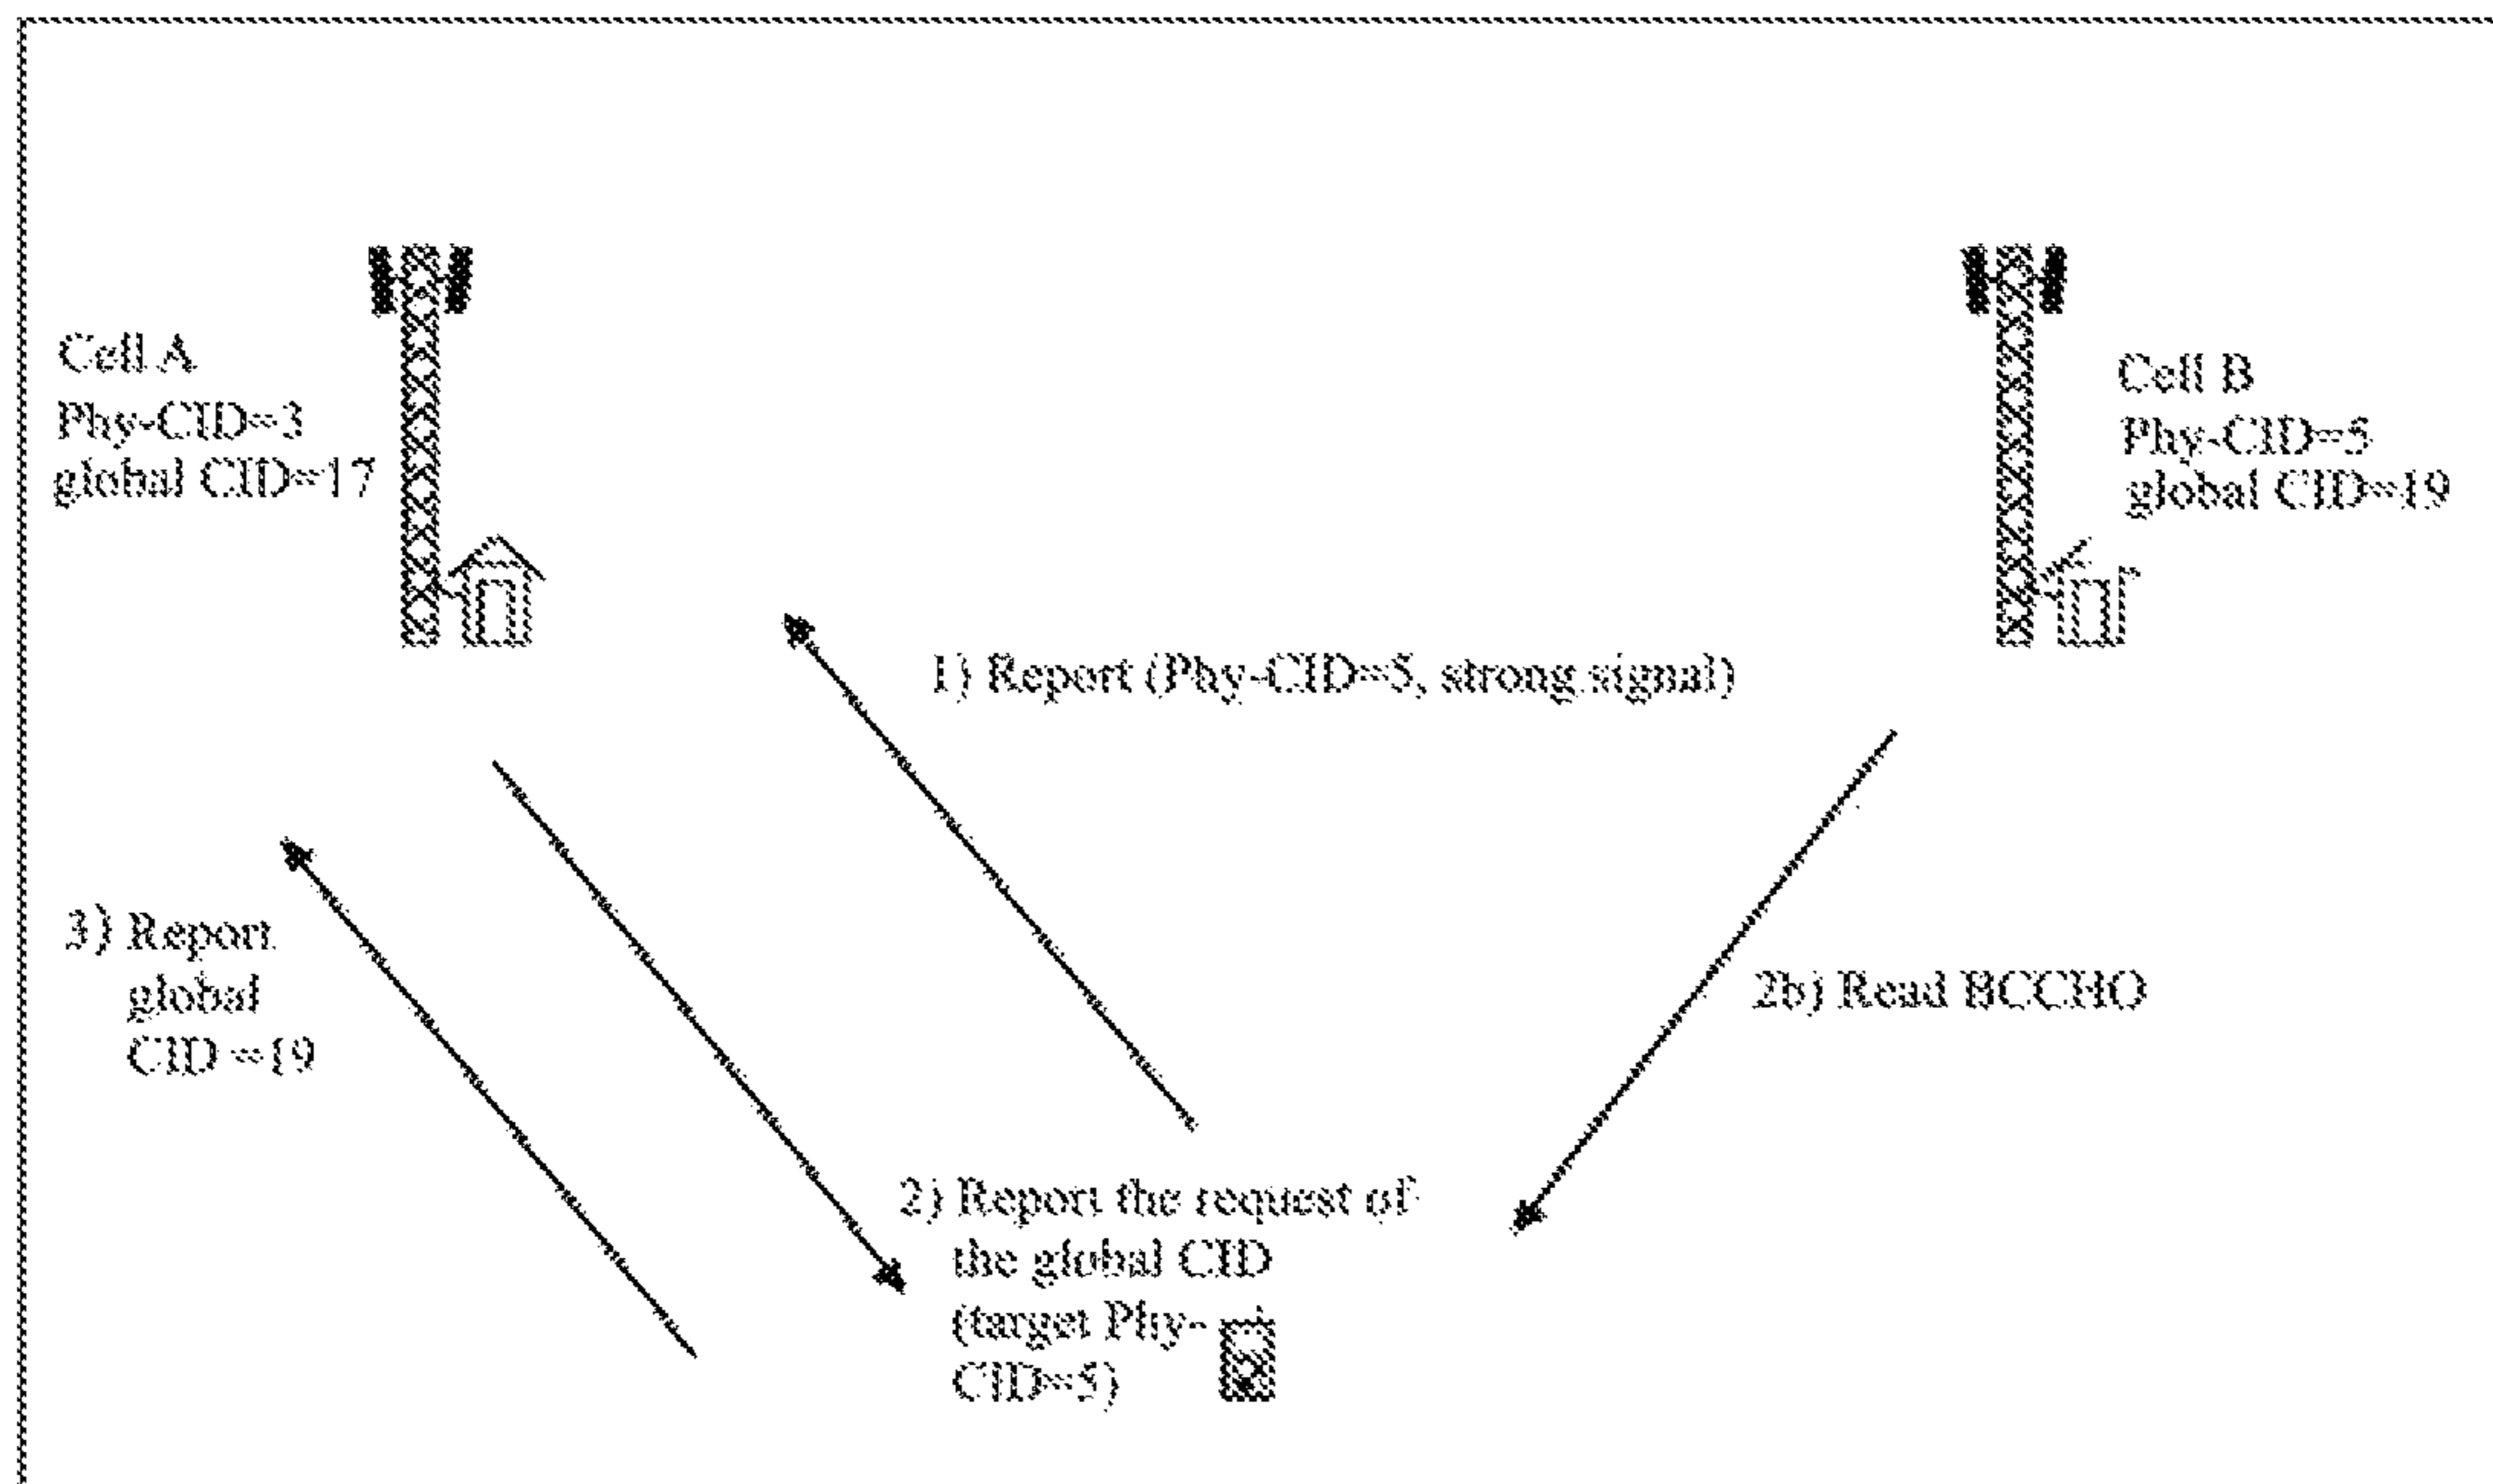 Cell A
Phy-CID=3
global CID=17
Cell B
Phy-CID=5
global CID=19
1) Report (Phy-CID=5, strong signal)
2b) Read BCCHO
3) Report
global
CID =19
2) Report the request of
the global CID
(target Phy-
CID=5)